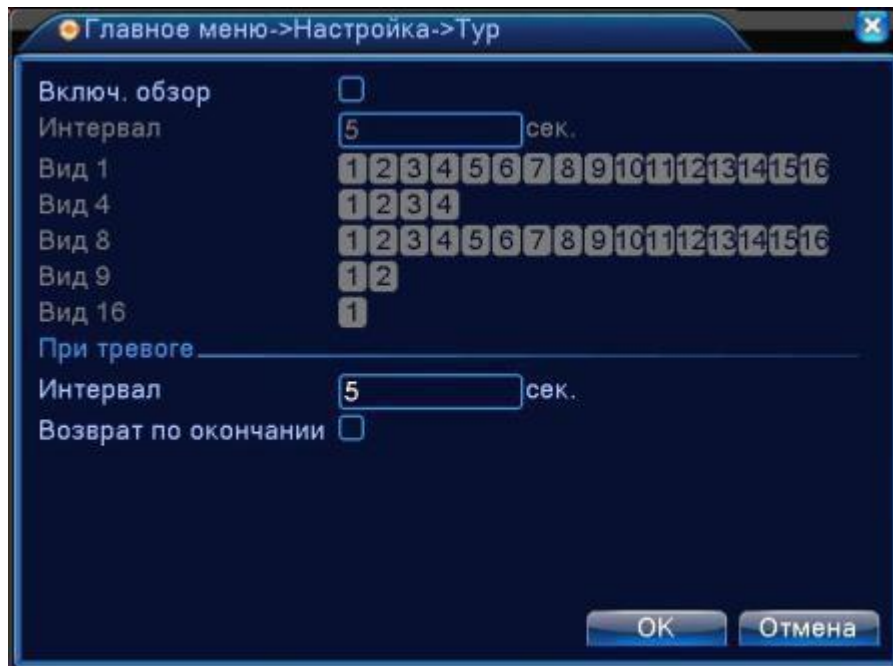 Главное меню->Настройка->Тур
Включ. обзор
Интервал 5 сек.
Вид 1 1 2 3 4 5 6 7 8 9 10 11 12 13 14 15 16
Вид 4 1 2 3 4
Вид 8 1 2 3 4 5 6 7 8 9 10 11 12 13 14 15 16
Вид 9 1 2
Вид 16 1
При тревоге
Интервал 5 сек.
Возврат по окончании
OK Отмена